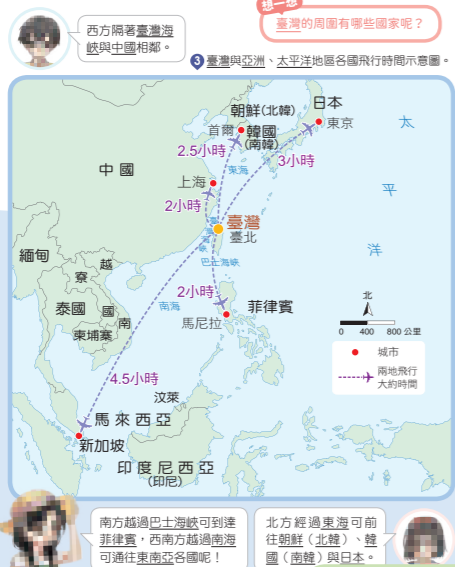 想一想
臺灣的周圍有哪些國家呢？
西方隔著臺灣海
峽與中國相鄰。
3 臺灣與亞洲、太平洋地區各國飛行時間示意圖。
朝鮮(北韓)
日本
首爾
韓國
(南韓)
東京
太
2.5小時
3小時
中國
東海
上海
平
2小時
臺灣
臺北
臺灣海峽
洋
緬甸
越
寮
巴士海峽
2小時
北
泰國
國
南海
菲律賓
南
馬尼拉
0 400 800 公里
柬埔寨
城市
兩地飛行
大約時間
4.5小時
汶萊
馬來西亞
新加坡
印度尼西亞
(印尼)
南方越過巴士海峽可到達
菲律賓，西南方越過南海
可通往東南亞各國呢！
北方經過東海可前
往朝鮮（北韓）、韓
國（南韓）與日本。